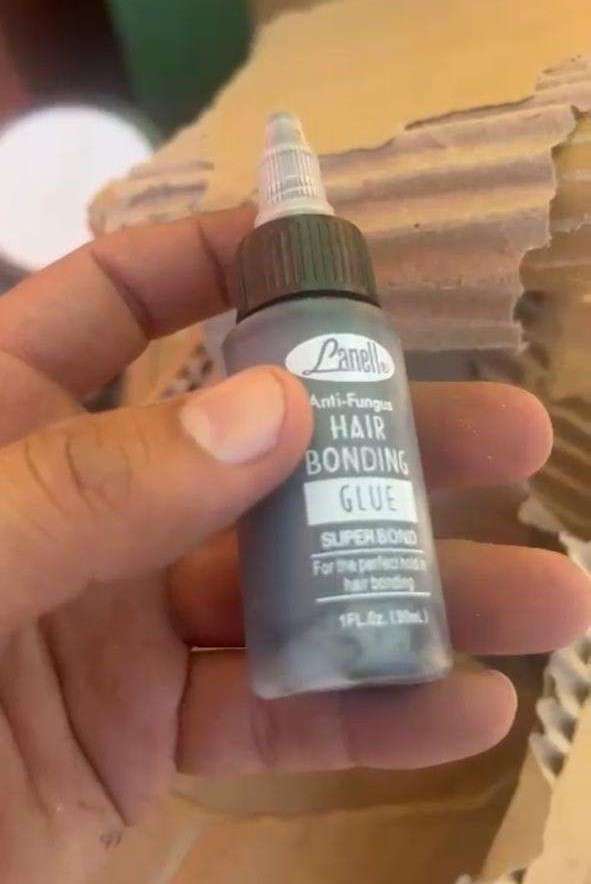 Lanell®
Anti-Fungus
HAIR
BONDING
GLUE
SUPER BOND
For the perfect hold in
hair bonding
1FL.Oz. (30mL)